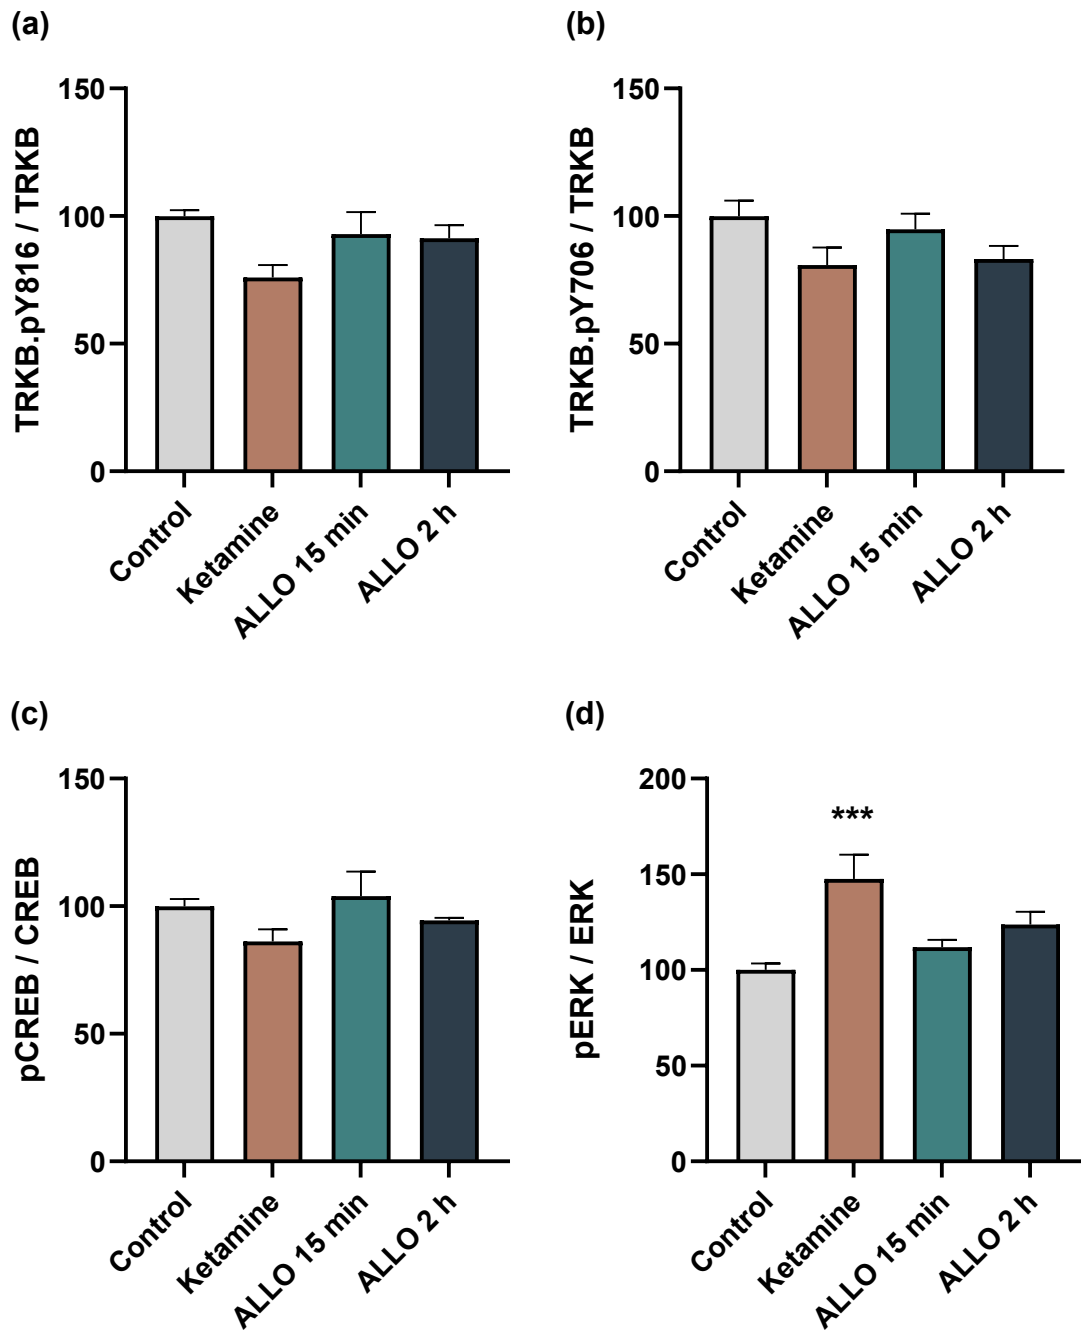 (a)
TRKB.pY816 / TRKB
150
100
50
0
Control
Ketamine
ALLO 15 min
ALLO 2 h
(b)
TRKB.pY706 / TRKB
150
100
50
0
Control
Ketamine
ALLO 15 min
ALLO 2 h
(c)
pCREB / CREB
150
100
50
0
Control
Ketamine
ALLO 15 min
ALLO 2 h
(d)
pERK / ERK
200
150
100
50
0
***
Control
Ketamine
ALLO 15 min
ALLO 2 h